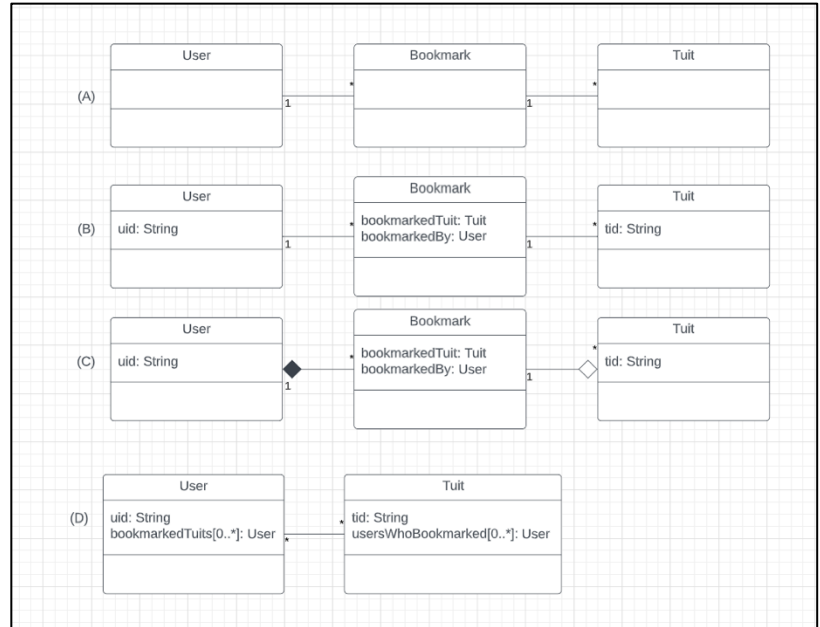 User
Bookmark
Tuit
(A)
1
*
1
*
User
Bookmark
Tuit
(B)
uid: String
bookmarkedTuit: Tuit
bookmarkedBy: User
tid: String
1
*
1
*
User
Bookmark
Tuit
(C)
uid: String
bookmarkedTuit: Tuit
bookmarkedBy: User
tid: String
1
*
1
*
User
Tuit
(D)
uid: String
bookmarkedTuits[0..*]: User
tid: String
usersWhoBookmarked[0..*]: User
*
*